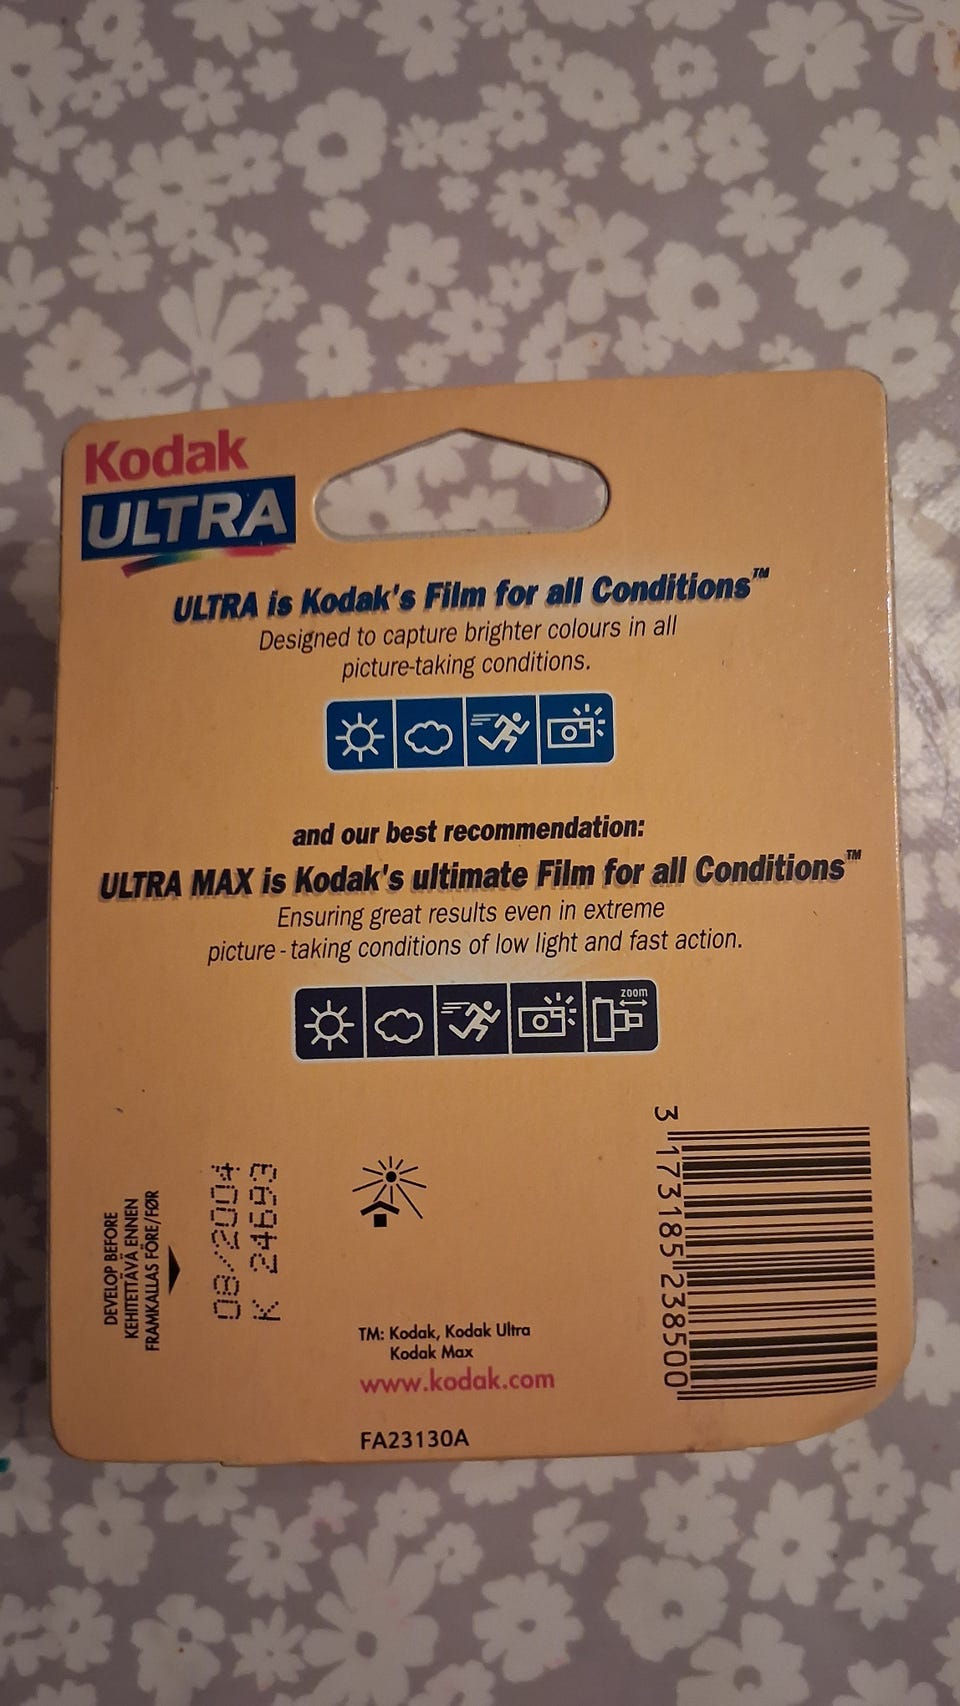 Kodak
ULTRA
ULTRA is Kodak's Film for all Conditions™
Designed to capture brighter colours in all
picture-taking conditions.
and our best recommendation:
ULTRA MAX is Kodak's ultimate Film for all Conditions™
Ensuring great results even in extreme
picture - taking conditions of low light and fast action.
zoom
DEVELOP BEFORE
KEHITETTÄVÄ ENNEN
FRAMKALLAS FÖRE/FØR
08/2004
K 24693
TM: Kodak, Kodak Ultra
Kodak Max
www.kodak.com
FA23130A
3 173185 238500